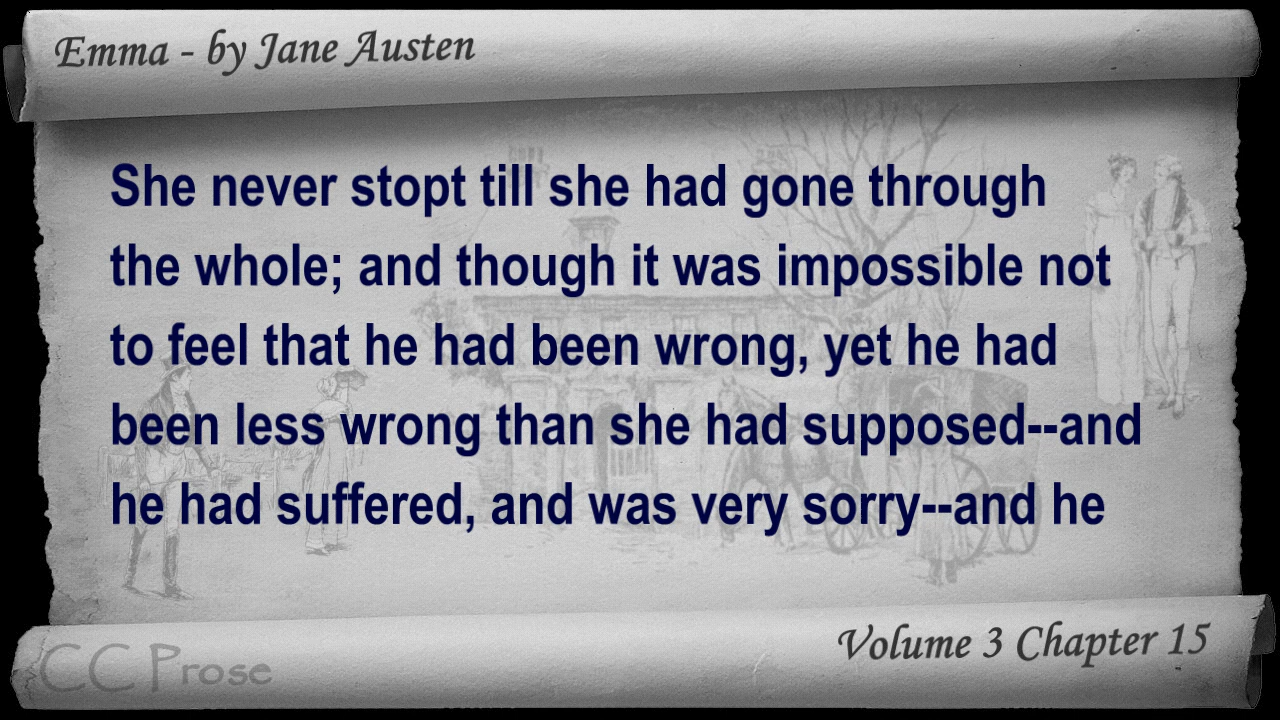 Emma - by Jane Austen
She never stopt till she had gone through
the whole; and though it was impossible not
to feel that he had been wrong, yet he had
been less wrong than she had supposed--and
he had suffered, and was very sorry--and he
Volume 3 Chapter 15
CC Prose